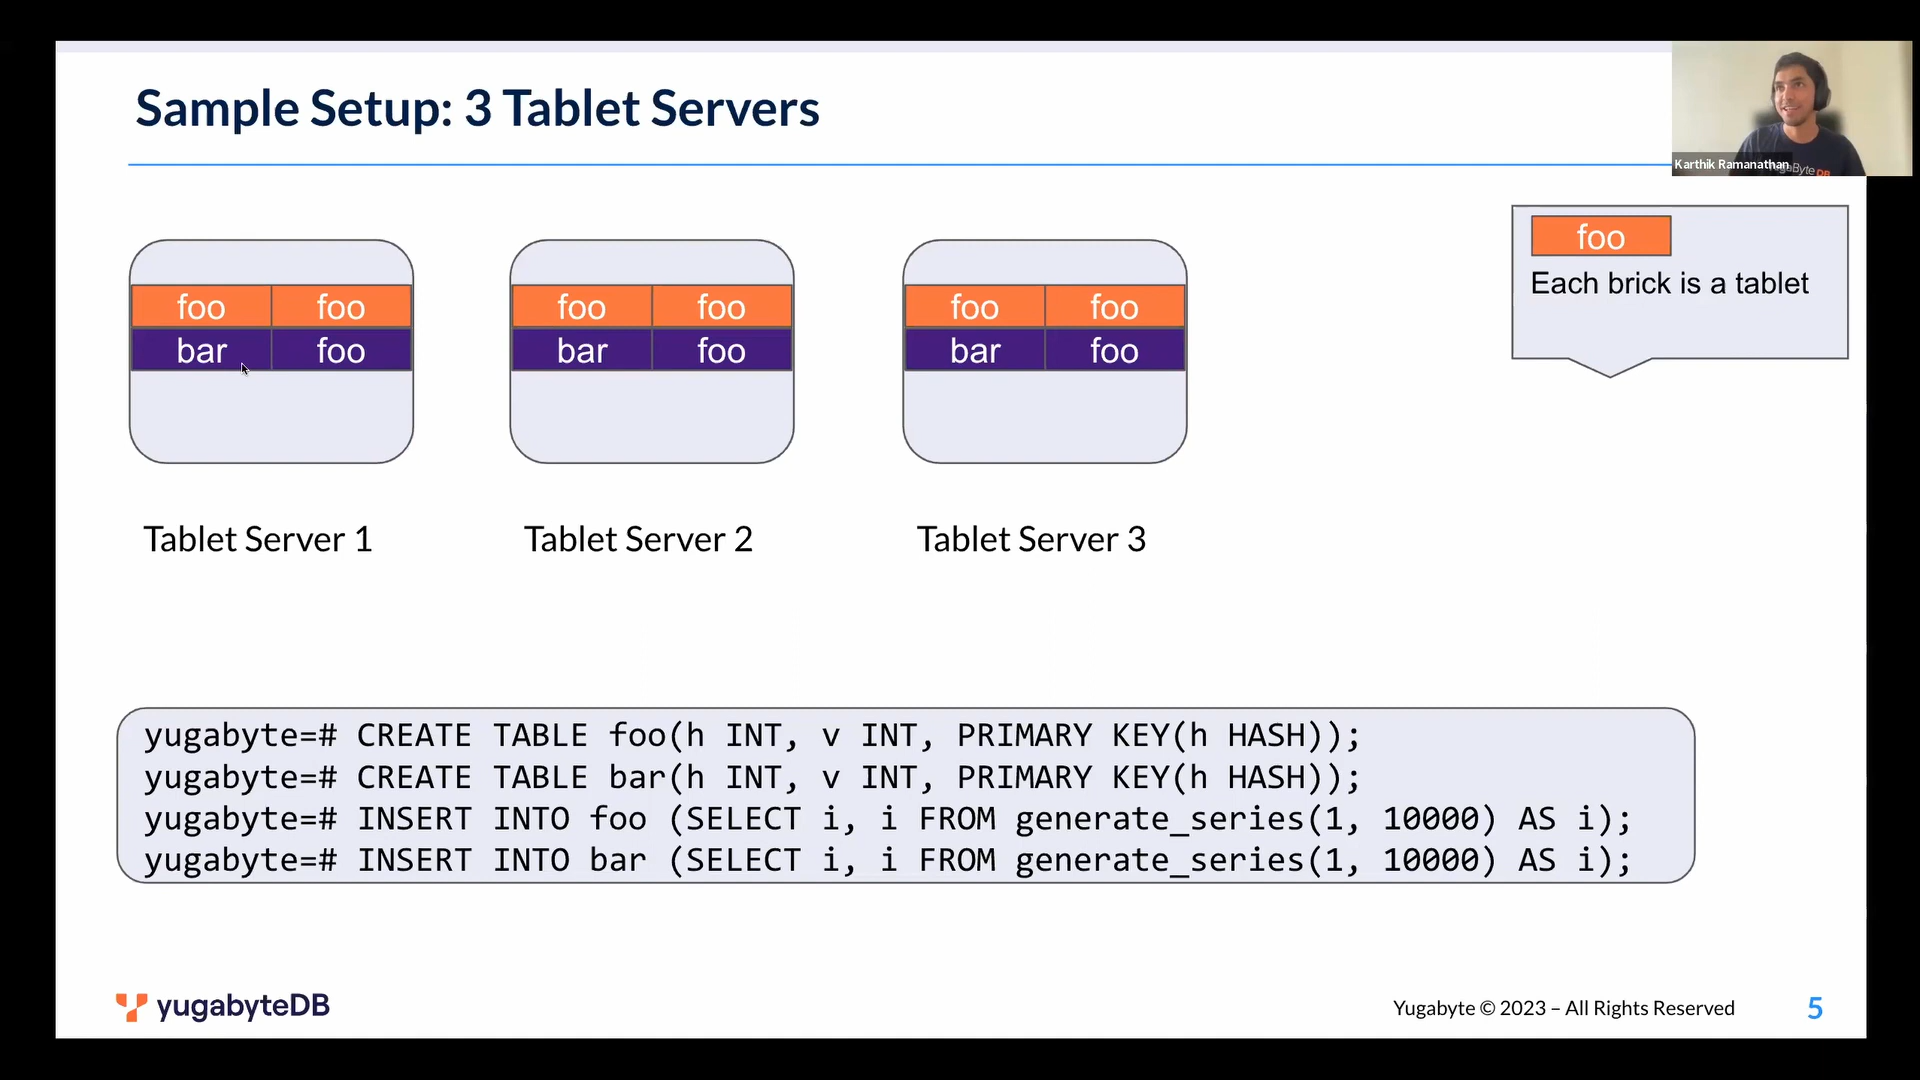 Sample Setup: 3 Tablet Servers
Karthik Ramanathan
YugaByte DB
foo
Each brick is a tablet
foo foo
bar foo
foo foo
bar foo
foo foo
bar foo
Tablet Server 1
Tablet Server 2
Tablet Server 3
yugabyte=# CREATE TABLE foo(h INT, v INT, PRIMARY KEY(h HASH));
yugabyte=# CREATE TABLE bar(h INT, v INT, PRIMARY KEY(h HASH));
yugabyte=# INSERT INTO foo (SELECT i, i FROM generate_series(1, 10000) AS i);
yugabyte=# INSERT INTO bar (SELECT i, i FROM generate_series(1, 10000) AS i);
yugabyteDB
Yugabyte © 2023 – All Rights Reserved
5